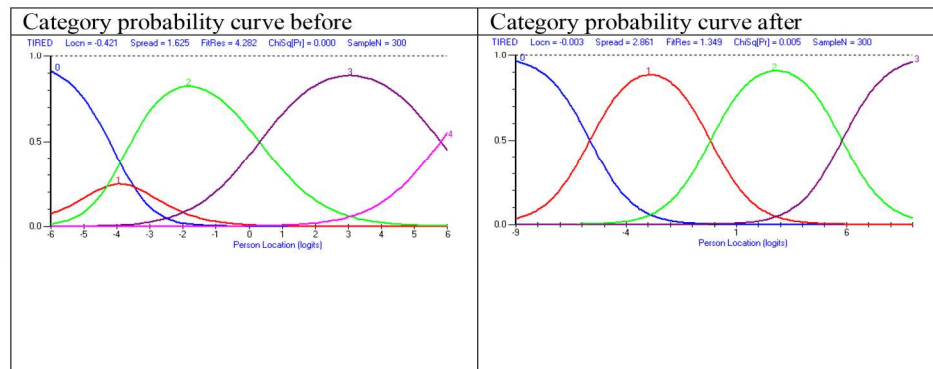 Category probability curve before
Category probability curve after
TIRED Locn = -0.421 Spread = 1.625 FitRes = 4.282 ChiSq[Pr] = 0.000 SampleN = 300
1.0
0
2
3
0.5
4
1
0.0
-6 -5 -4 -3 -2 -1 0 1 2 3 4 5 6
Person Location (logits)
TIRED Locn = -0.003 Spread = 2.861 FitRes = 1.349 ChiSq[Pr] = 0.005 SampleN = 300
1.0
0
1
2
3
0.5
0.0
-9 -4 1 6
Person Location (logits)